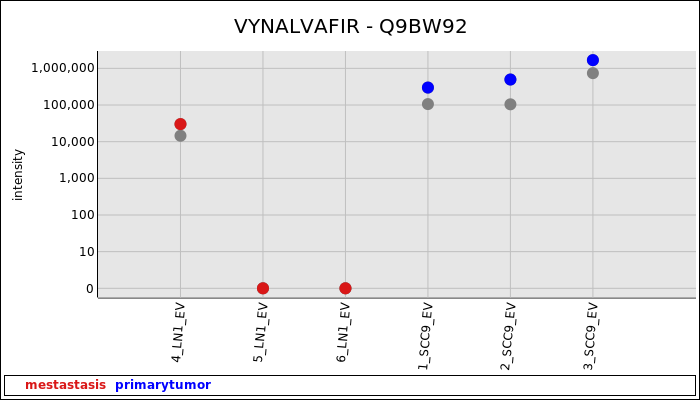 VYNALVAFIR - Q9BW92
intensity
1,000,000
100,000
10,000
1,000
100
10
0
4_LN1_EV
5_LN1_EV
6_LN1_EV
1_SCC9_EV
2_SCC9_EV
3_SCC9_EV
mestastasis primarytumor